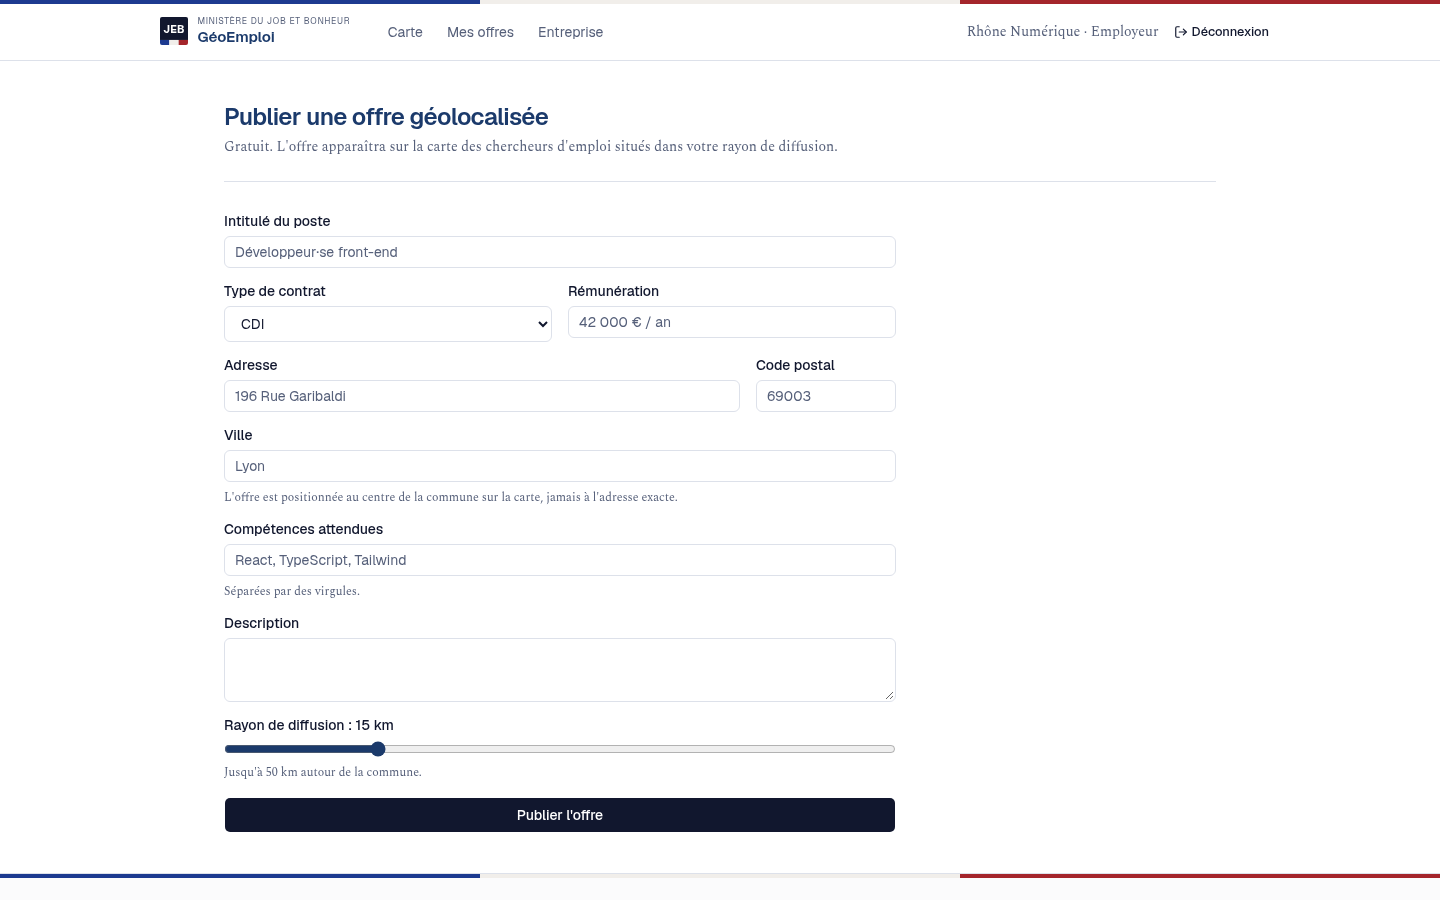 JEB
MINISTÈRE DU JOB ET BONHEUR
GéoEmploi
Carte
Mes offres
Entreprise
Rhône Numérique · Employeur
Déconnexion
Publier une offre géolocalisée
Gratuit. L'offre apparaîtra sur la carte des chercheurs d'emploi situés dans votre rayon de diffusion.
Intitulé du poste
Développeur·se front-end
Type de contrat
Rémunération
CDI
42 000 € / an
Adresse
Code postal
196 Rue Garibaldi
69003
Ville
Lyon
L'offre est positionnée au centre de la commune sur la carte, jamais à l'adresse exacte.
Compétences attendues
React, TypeScript, Tailwind
Séparées par des virgules.
Description
Rayon de diffusion : 15 km
Jusqu'à 50 km autour de la commune.
Publier l'offre